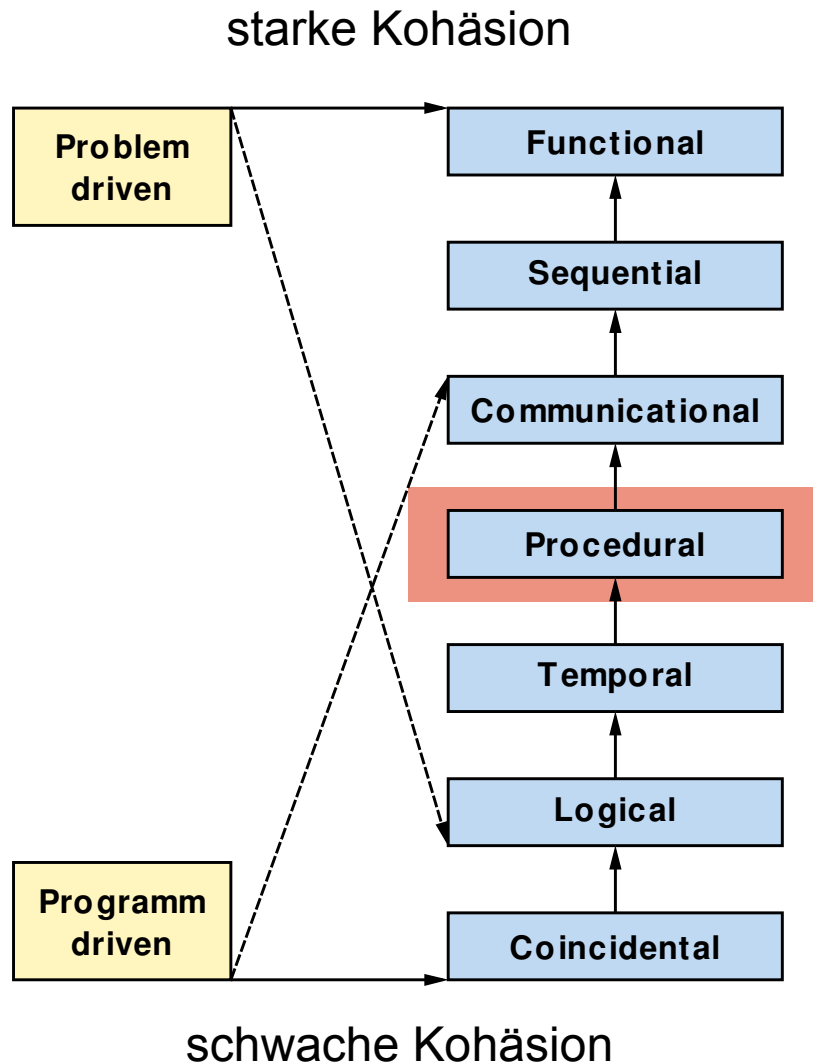 starke Kohäsion
Problem
driven
Functional
Sequential
Communicational
Procedural
Temporal
Logical
Programm
driven
Coincidental
schwache Kohäsion